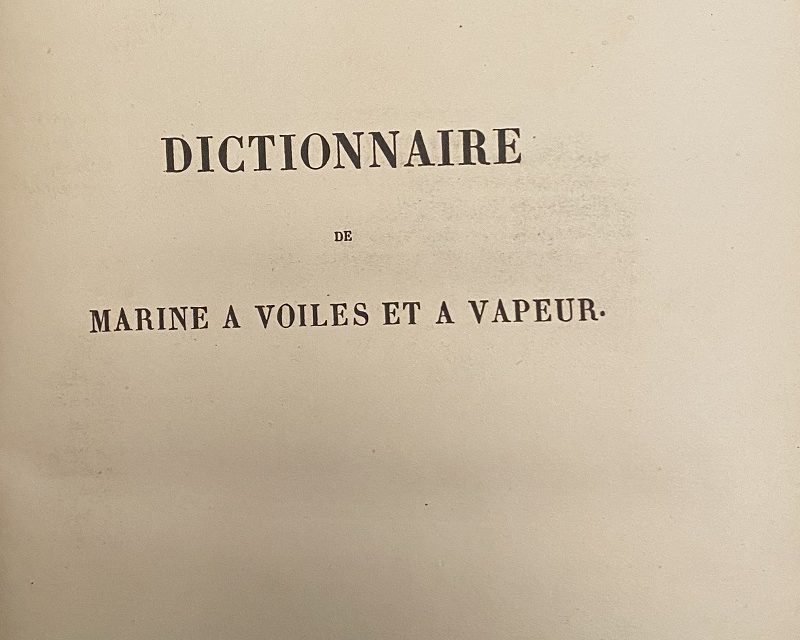 DICTIONNAIRE
DE
MARINE A VOILES ET A VAPEUR.